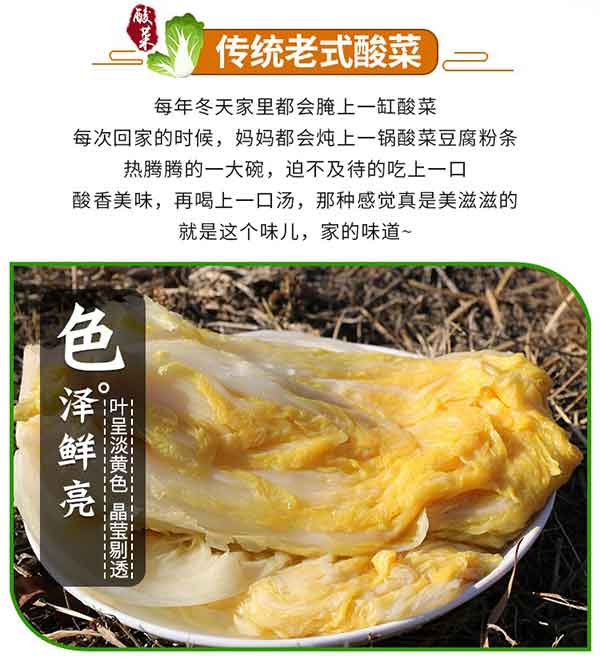 酸菜
传统老式酸菜
每年冬天家里都会腌上一缸酸菜
每次回家的时候，妈妈都会炖上一锅酸菜豆腐粉条
热腾腾的一大碗，迫不及待的吃上一口
酸香美味，再喝上一口汤，那种感觉真是美滋滋的
就是这个味儿，家的味道~
色泽鲜亮
叶呈淡黄色 晶莹剔透